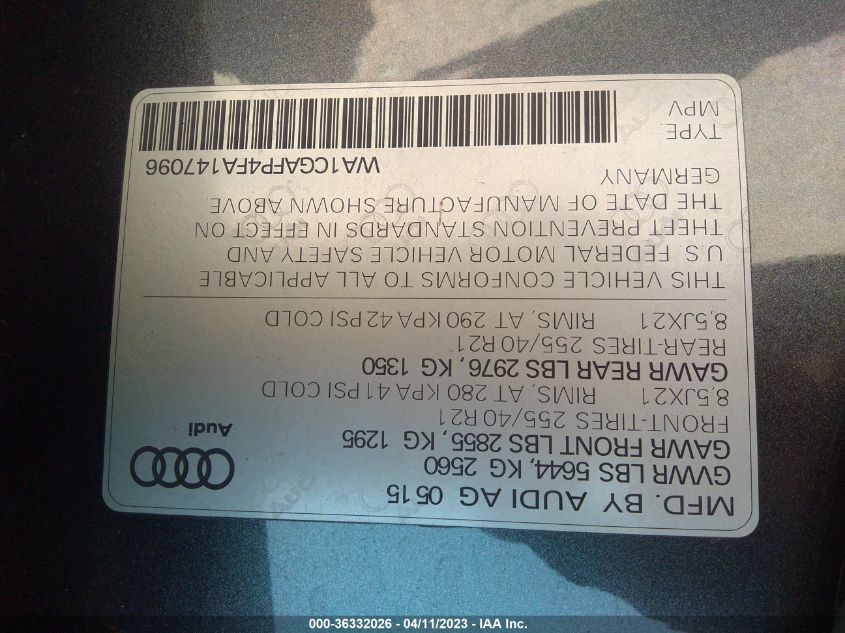 MFD. BY AUDI AG 05 15
GVWR LBS 5644, KG 2560
GAWR FRONT LBS 2855, KG 1295
FRONT-TIRES 255/40 R21
8,5JX21 RIMS, AT 280 KPA 41 PSI COLD
GAWR REAR LBS 2976, KG 1350
REAR-TIRES 255/40 R21
8,5JX21 RIMS, AT 290 KPA 42 PSI COLD
Audi
THIS VEHICLE CONFORMS TO ALL APPLICABLE
U.S. FEDERAL MOTOR VEHICLE SAFETY AND
THEFT PREVENTION STANDARDS IN EFFECT ON
THE DATE OF MANUFACTURE SHOWN ABOVE
GERMANY
WA1CGAFP4FA147096
TYPE:
MPV
000-36332026 - 04/11/2023 - IAA Inc.